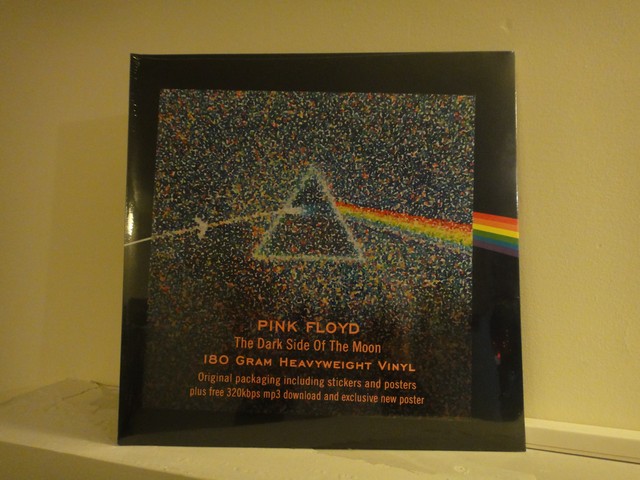 PINK FLOYD
The Dark Side Of The Moon
180 Gram Heavyweight Vinyl
Original packaging including stickers and posters
plus free 320kbps mp3 download and exclusive new poster